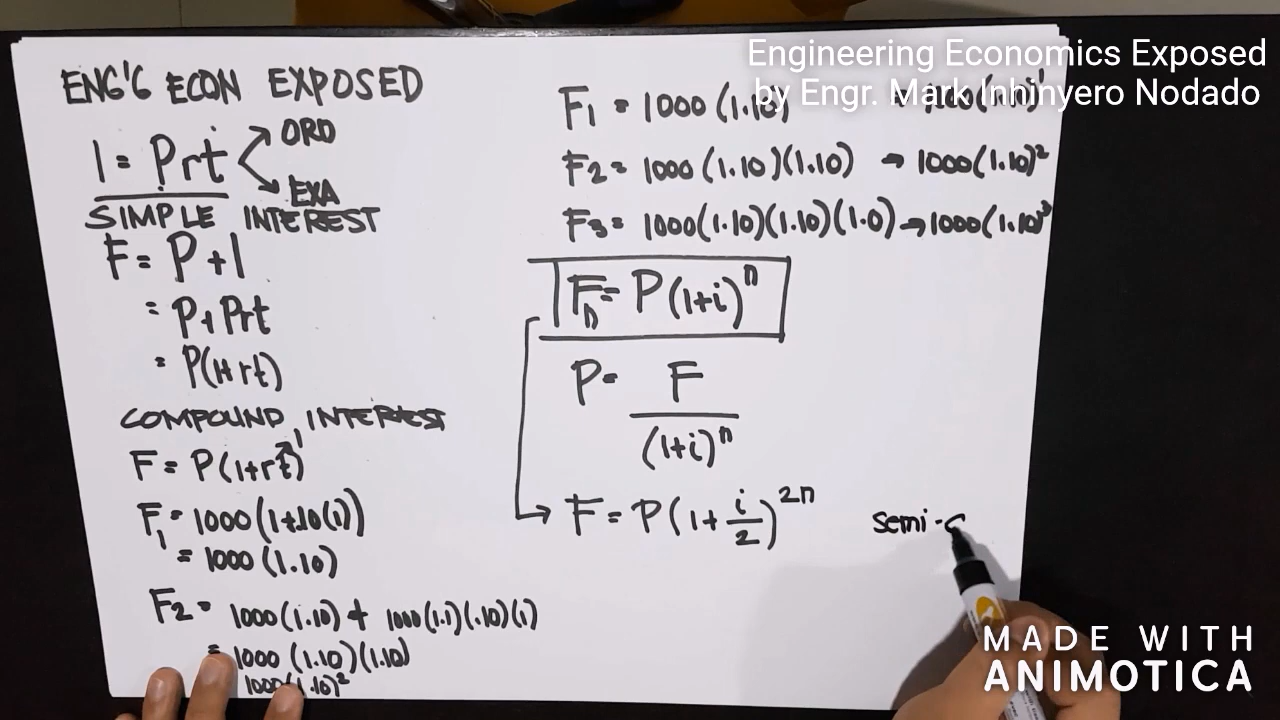 Engineering Economics Exposed
by Engr. Mark Inhinyero Nodado
ENG'G ECON EXPOSED
I = Prt
ORD
EXA
SIMPLE INTEREST
F = P + I
= P + Prt
= P(1+rt)
COMPOUND INTEREST
F = P(1+rt) 1
F1 = 1000(1+.10(1))
= 1000(1.10)
F2 = 1000(1.10) + 1000(1.1)(.10)(1)
= 1000 (1.10)(1.10)
1000(1.10)²
F1 = 1000(1.10)
F2 = 1000(1.10)(1.10) → 1000(1.10)²
F3 = 1000(1.10)(1.10)(1.0) → 1000(1.10)³
Fn = P(1+i)ⁿ
P = F/(1+i)ⁿ
→ F = P(1+i/2)²ⁿ
semi-
MADE WITH
ANIMOTICA